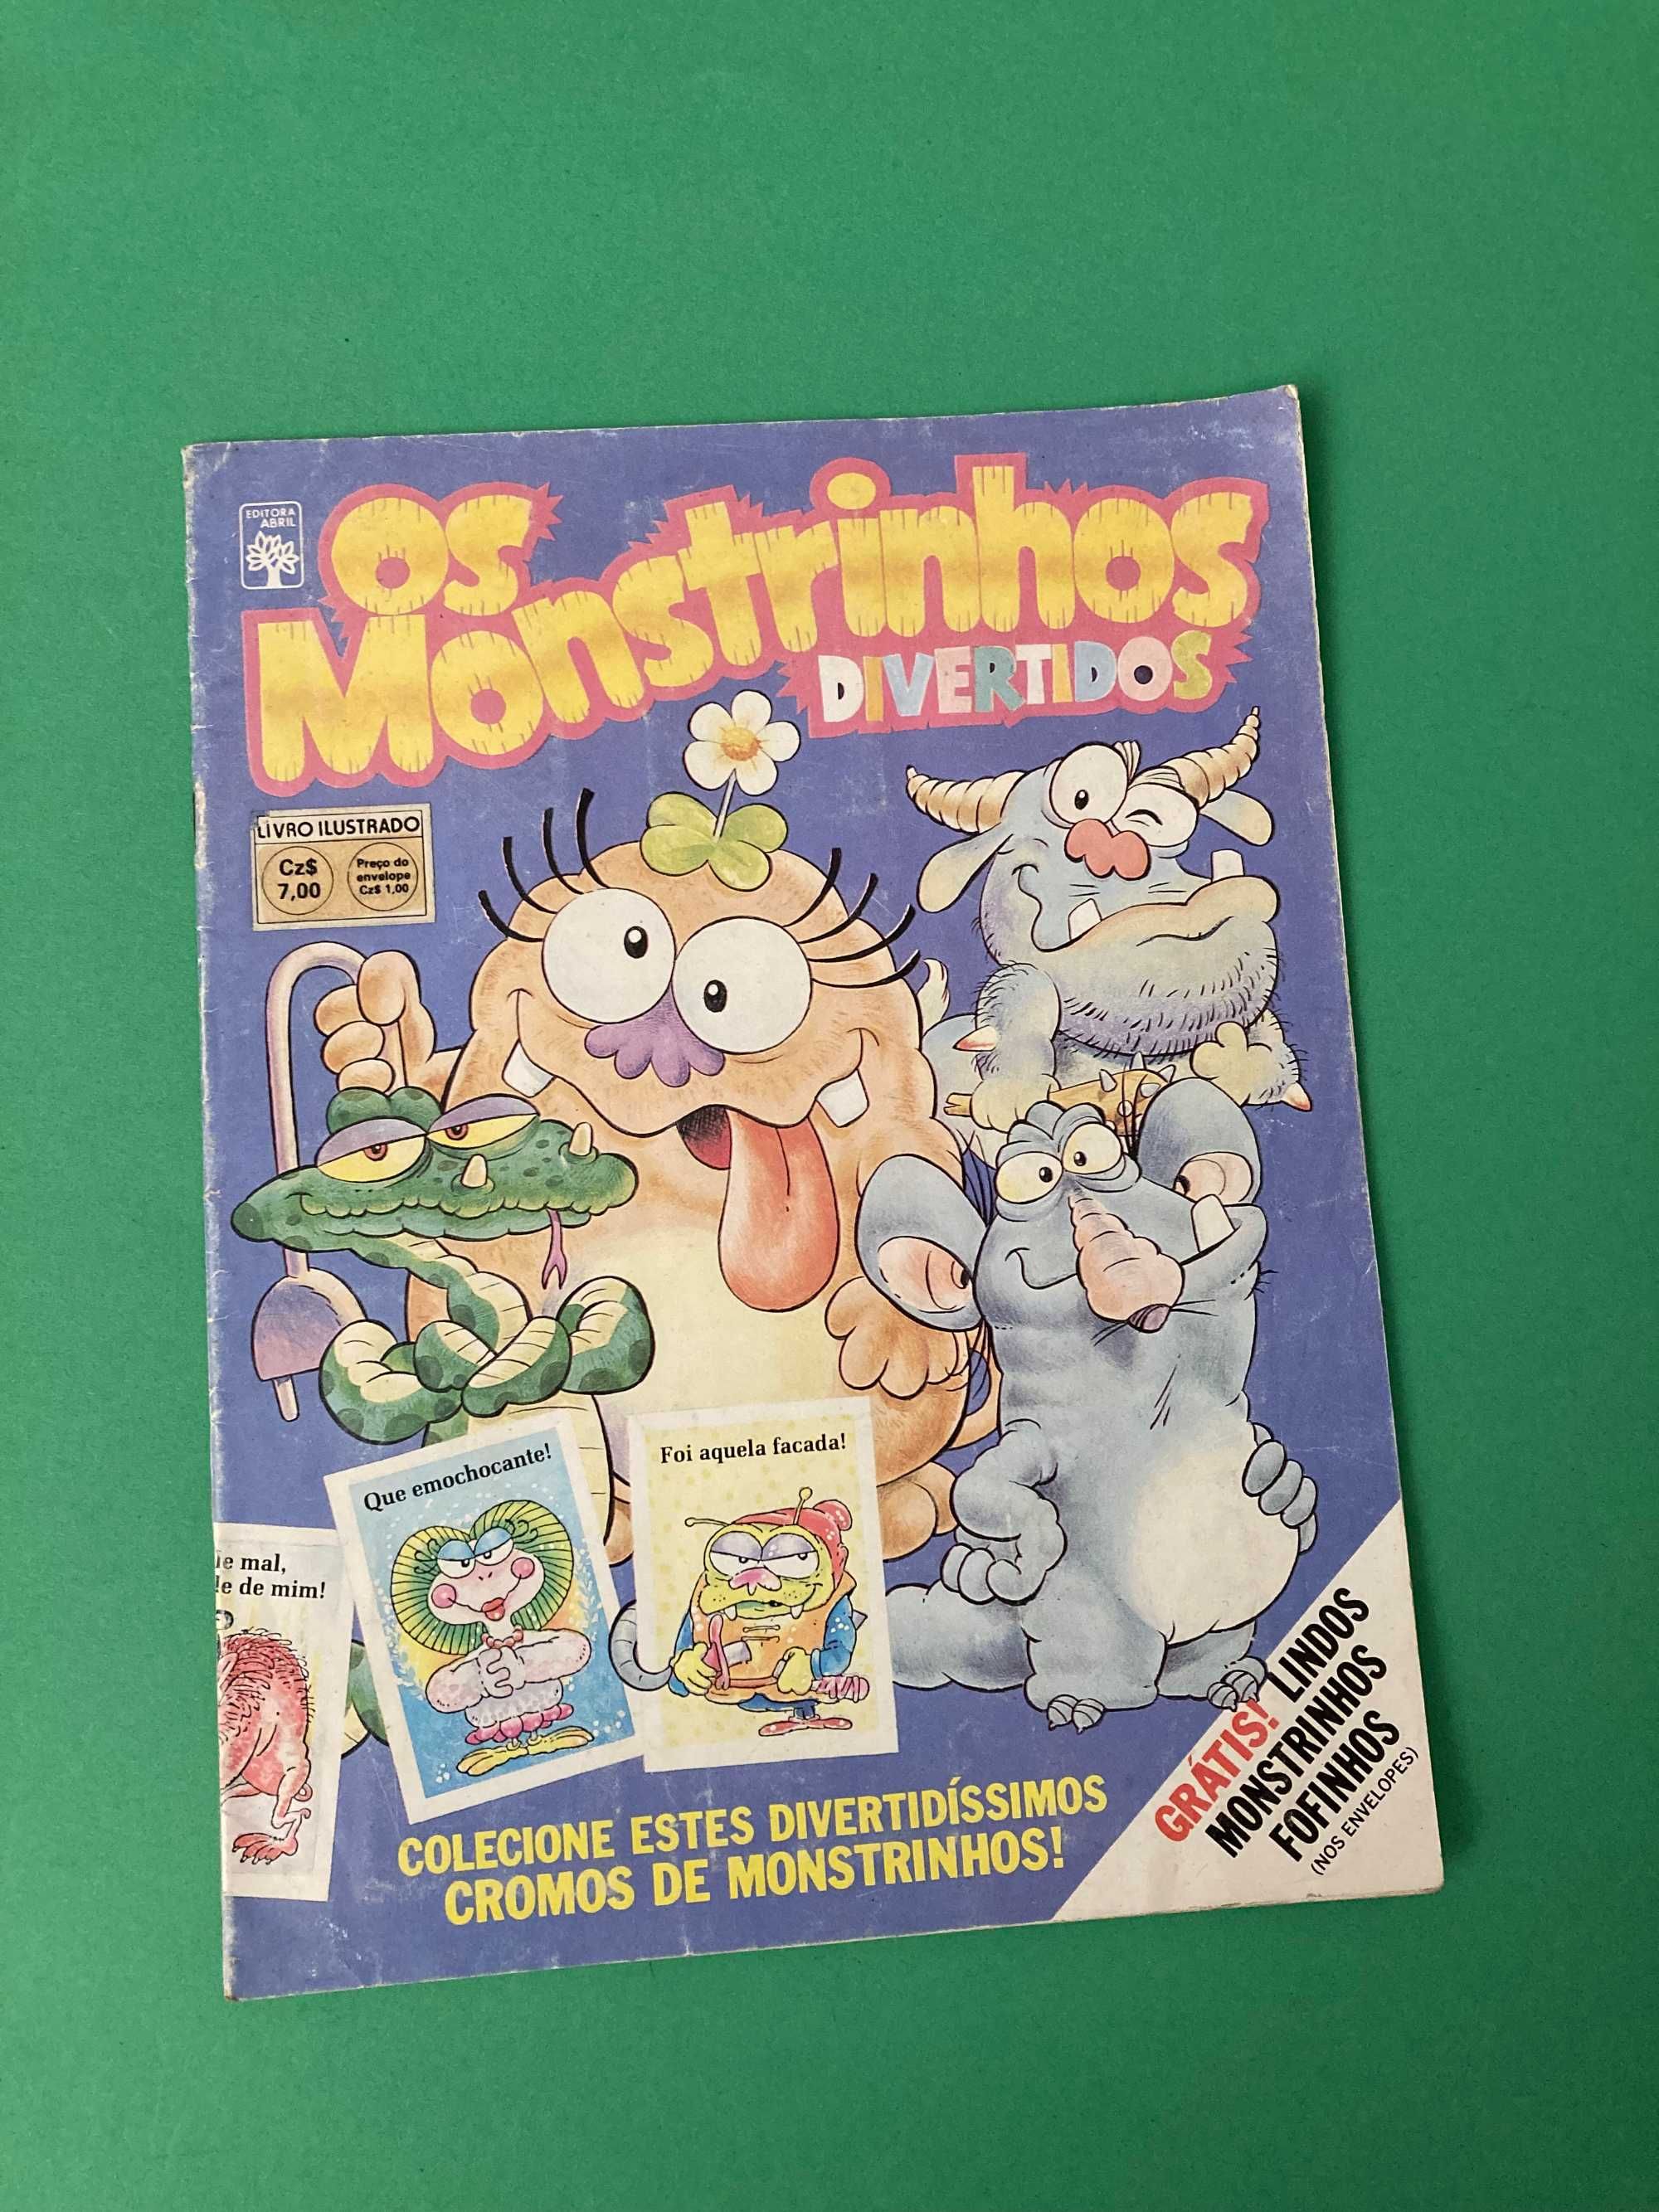 EDITORA
ABRIL
Os
Monstrinhos
DIVERTIDOS
LIVRO ILUSTRADO
Cz$
7,00
Preço do
envelope
Cz$ 1,00
Que emochocante!
Foi aquela facada!
mal,
de mim!
COLECIONE ESTES DIVERTIDÍSSIMOS
CROMOS DE MONSTRINHOS!
GRÁTIS! LINDOS
MONSTRINHOS
FOFINHOS
(NOS ENVELOPES)